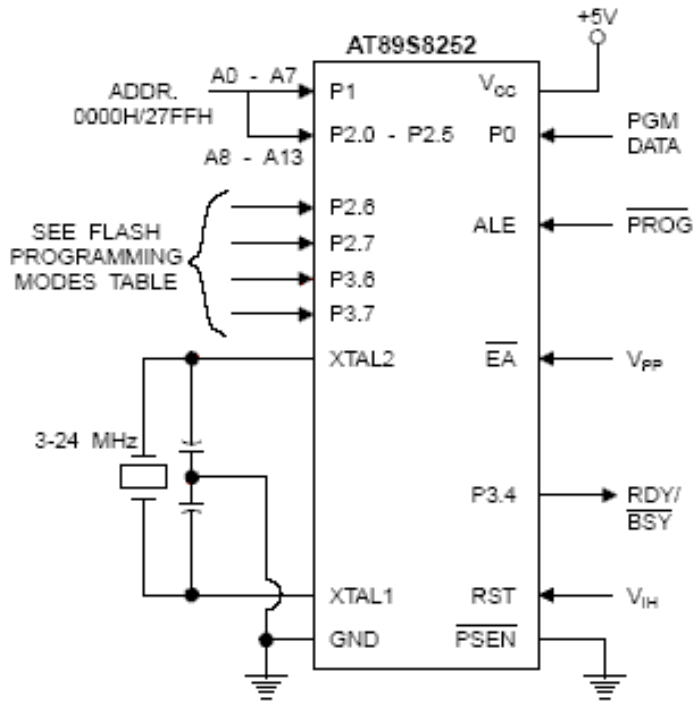 +5V
AT89S8252
A0 - A7
ADDR.
0000H/27FFH
P1
VCC
P2.0 - P2.5
P0
PGM
DATA
A8 - A13
P2.6
SEE FLASH
PROGRAMMING
MODES TABLE
P2.7
P3.6
P3.7
ALE
PROG
XTAL2
EA
VPP
3-24 MHz
P3.4
RDY/
BSY
XTAL1
RST
VIH
GND
PSEN